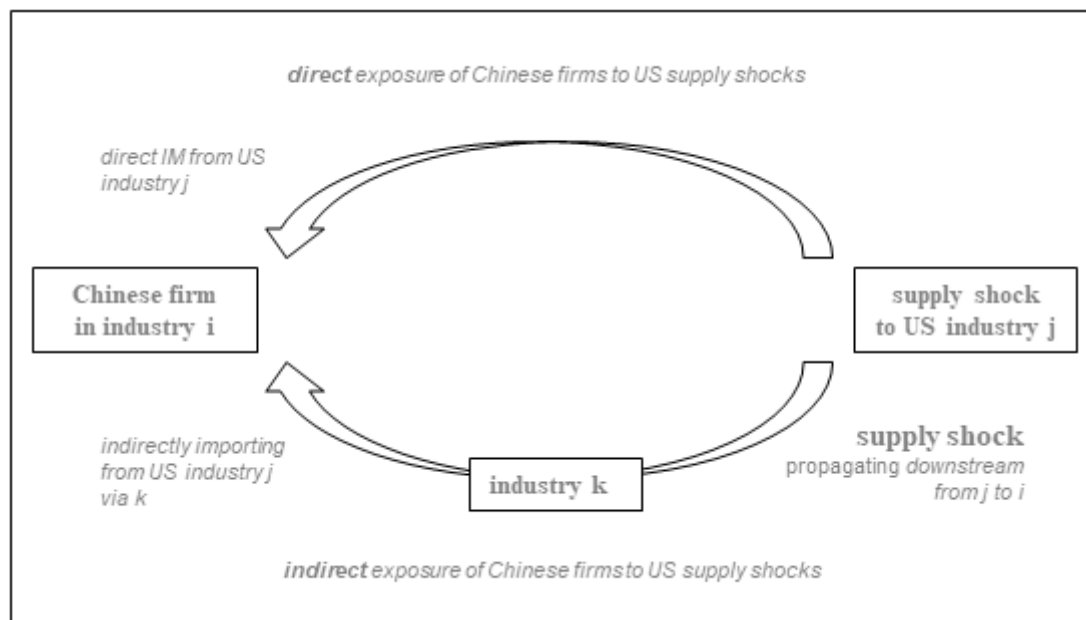 direct exposure of Chinese firms to US supply shocks
direct IM from US
industry j
Chinese firm
in industry i
supply shock
to US industry j
indirectly importing
from US industry j
via k
industry k
supply shock
propagating downstream
from j to i
indirect exposure of Chinese firms to US supply shocks